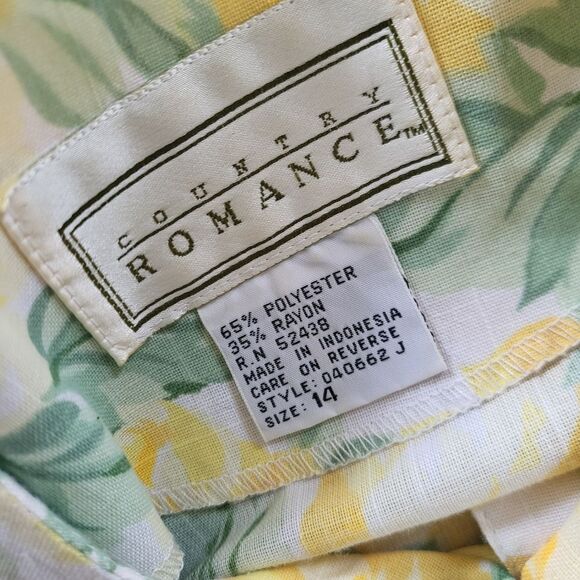 COUNTRY
ROMANCE™
65% POLYESTER
35% RAYON
R.N 52438
MADE IN INDONESIA
CARE ON REVERSE
STYLE: 040662 J
SIZE: 14